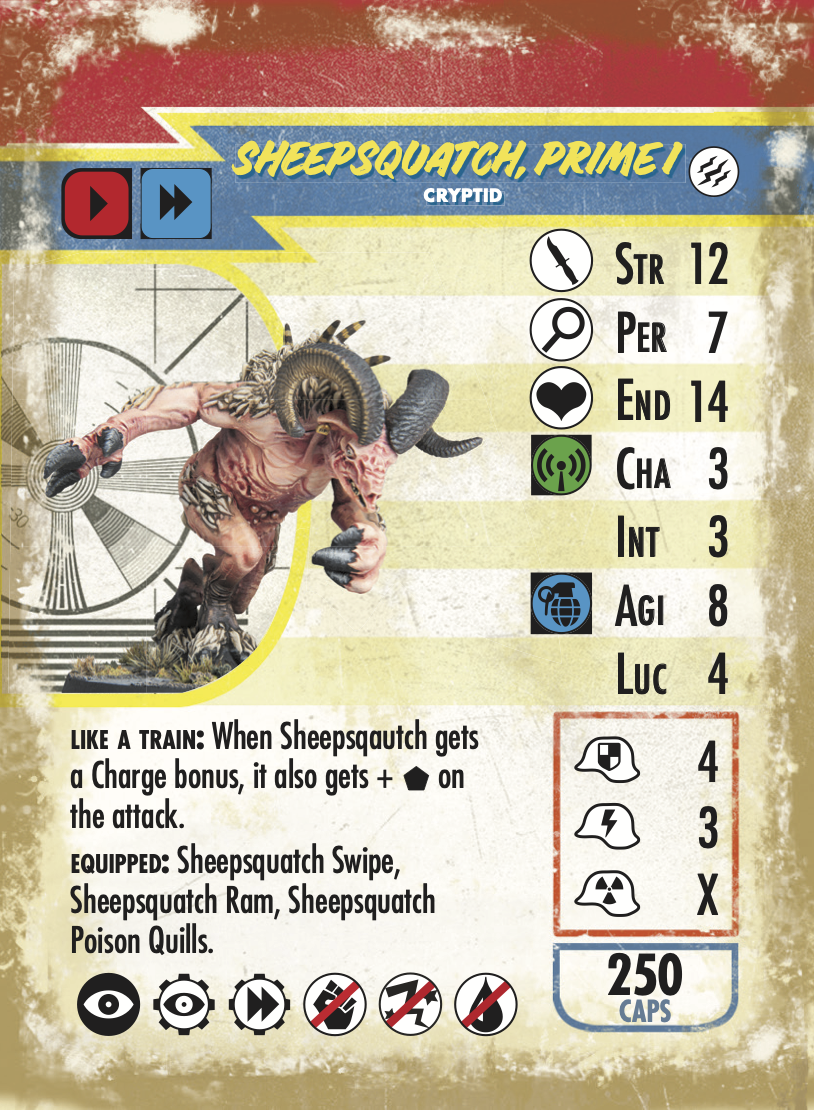 SHEEPSQUATCH, PRIME I
CRYPTID
STR 12
PER 7
END 14
CHA 3
INT 3
AGI 8
LUC 4
30
LIKE A TRAIN: When Sheepsqautch gets
a Charge bonus, it also gets + on
the attack.
EQUIPPED: Sheepsquatch Swipe,
Sheepsquatch Ram, Sheepsquatch
Poison Quills.
4
3
X
250
CAPS